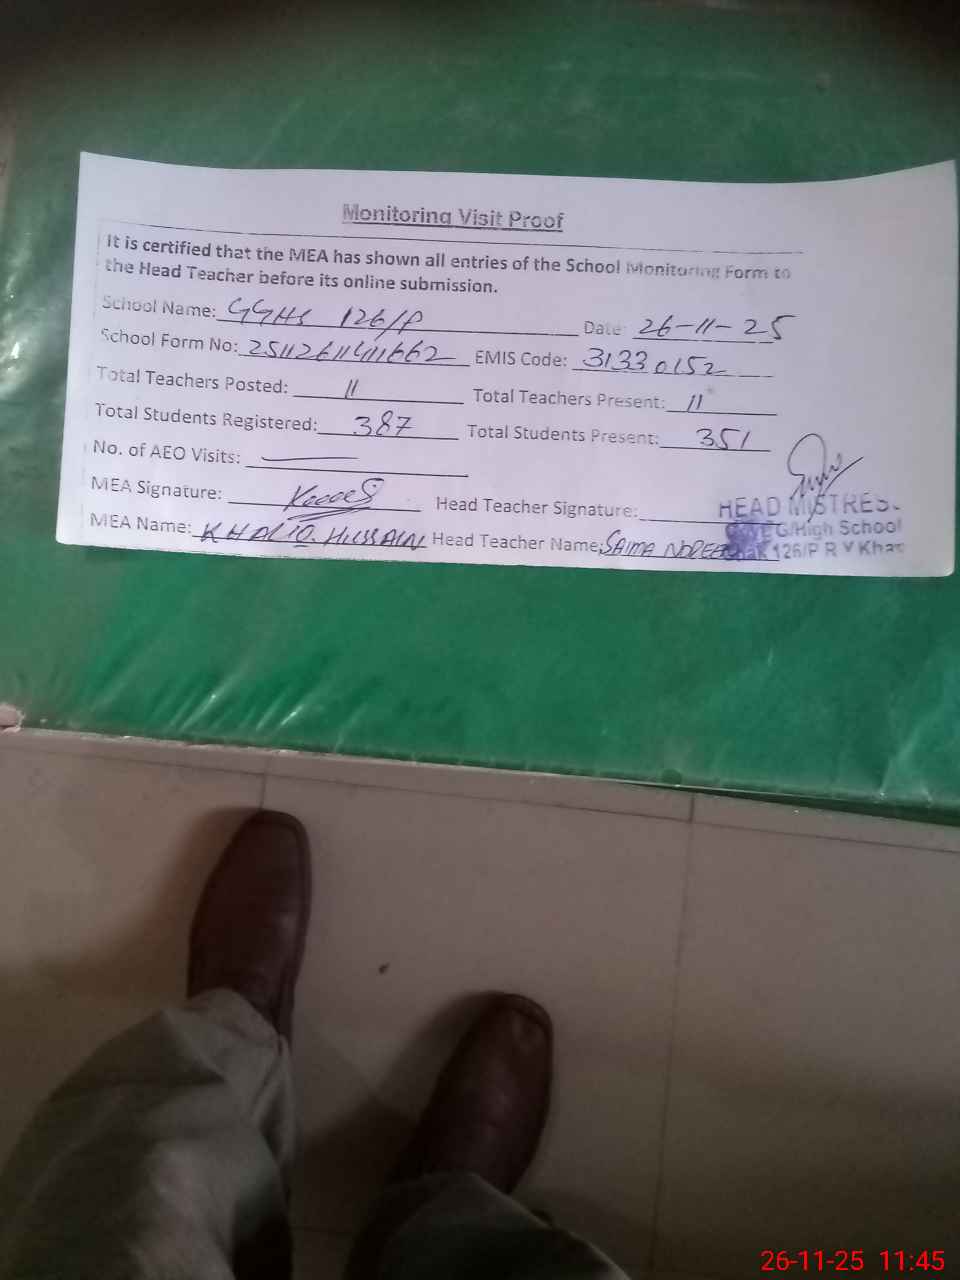 Monitoring Visit Proof
It is certified that the MEA has shown all entries of the School Monitoring Form to
the Head Teacher before its online submission.
School Name: GGHS 126/P Date: 26-11-25
School Form No: EMIS Code: 31330152
Total Teachers Posted: 11 Total Teachers Present: 11
Total Students Registered: 387 Total Students Present: 351
No. of AEO Visits: —
MEA Signature: Head Teacher Signature:
HEAD MISTRES.
G/High School
MEA Name: KHALIQ HUSSAIN Head Teacher Name: SAIMA
126/P R Y Khan
26-11-25 11:45